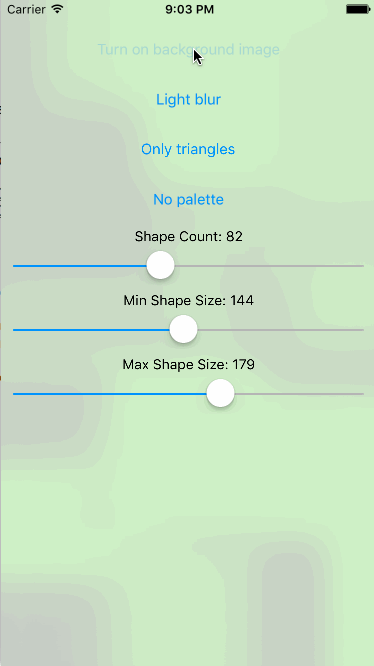 Carrier 9:03 PM
Turn on background image
Light blur
Only triangles
No palette
Shape Count: 82
Min Shape Size: 144
Max Shape Size: 179